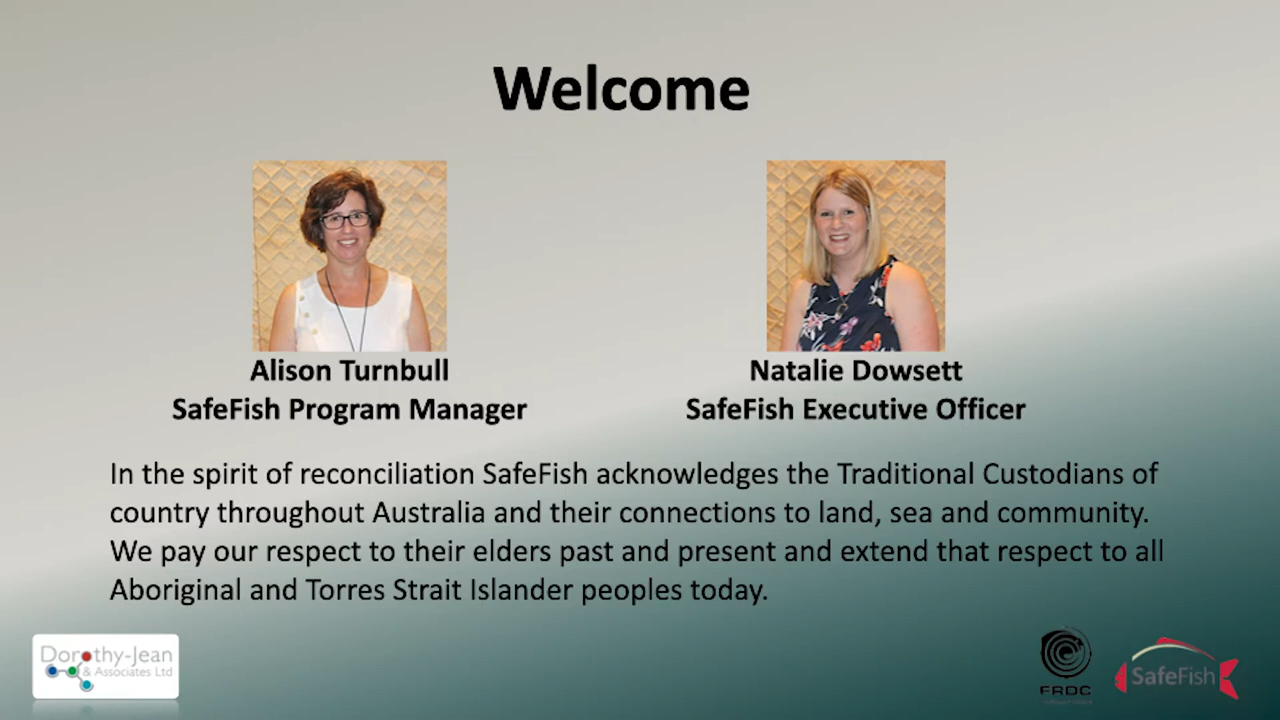 Welcome
Alison Turnbull
SafeFish Program Manager
Natalie Dowsett
SafeFish Executive Officer
In the spirit of reconciliation SafeFish acknowledges the Traditional Custodians of
country throughout Australia and their connections to land, sea and community.
We pay our respect to their elders past and present and extend that respect to all
Aboriginal and Torres Strait Islander peoples today.
Dorothy-Jean
& Associates Ltd
FRDC
SafeFish